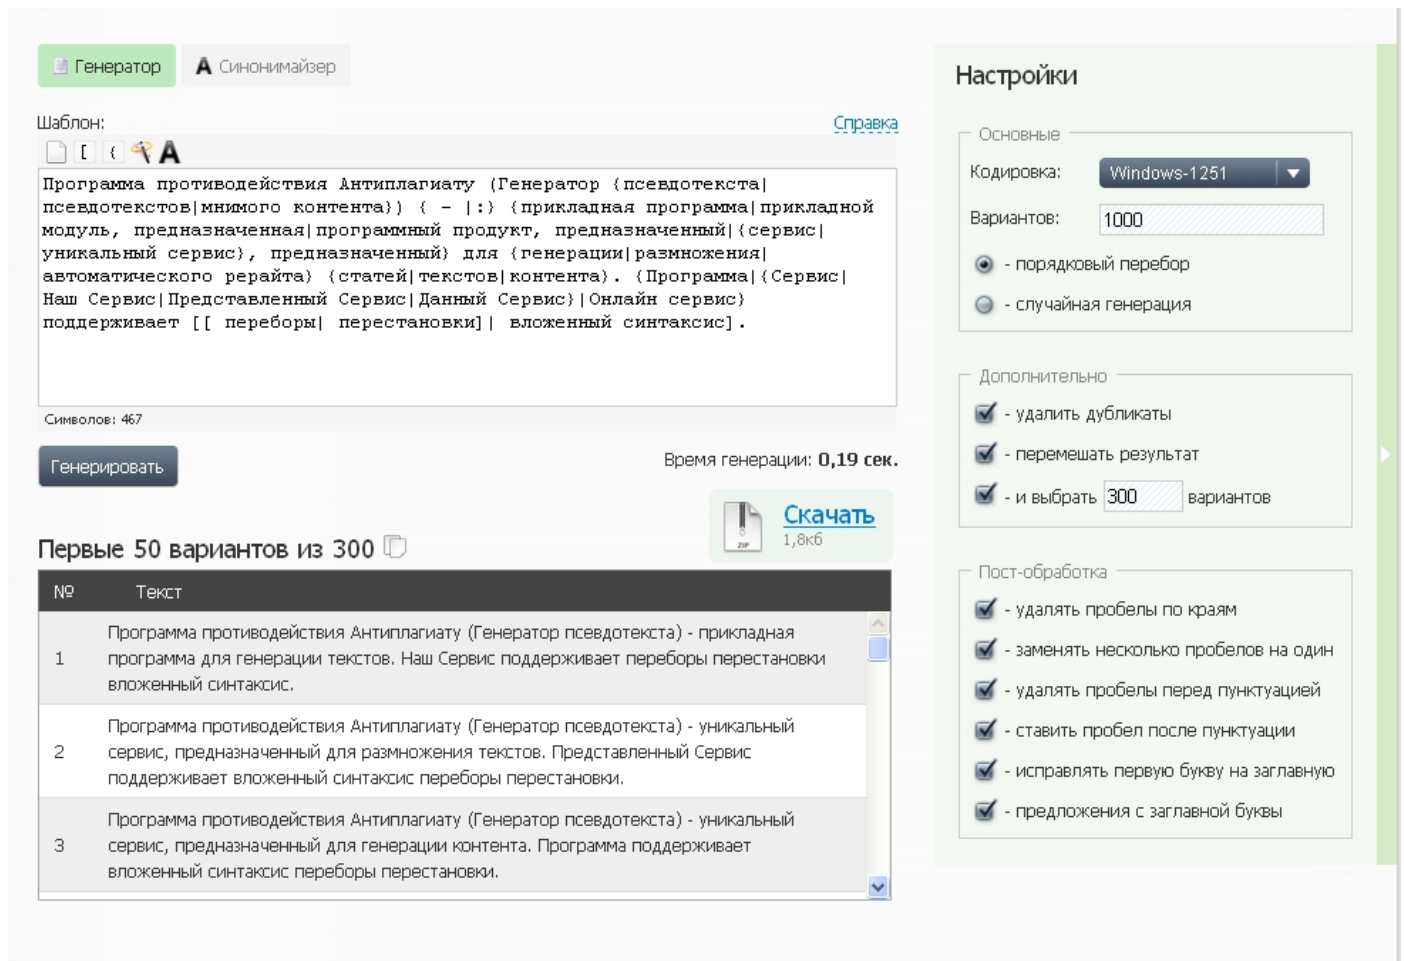 Генератор
A Синонимайзер
Шаблон:
Справка
[ { A
Программа противодействия Антиплагиату (Генератор {псевдотекста|
псевдотекстов|мнимого контента}) { - |:} {прикладная программа|прикладной
модуль, предназначенная|программный продукт, предназначенный|{сервис|
уникальный сервис}, предназначенный} для {генерации|размножения|
автоматического рерайта} {статей|текстов|контента}. {Программа|{Сервис|
Наш Сервис|Представленный Сервис|Данный Сервис}|Онлайн сервис}
поддерживает [[ переборы| перестановки]| вложенный синтаксис].
Символов: 467
Генерировать
Время генерации: 0,19 сек.
ZIP
Скачать
1,8кб
Первые 50 вариантов из 300
№ Текст
1
Программа противодействия Антиплагиату (Генератор псевдотекста) - прикладная
программа для генерации текстов. Наш Сервис поддерживает переборы перестановки
вложенный синтаксис.
2
Программа противодействия Антиплагиату (Генератор псевдотекста) - уникальный
сервис, предназначенный для размножения текстов. Представленный Сервис
поддерживает вложенный синтаксис переборы перестановки.
3
Программа противодействия Антиплагиату (Генератор псевдотекста) - уникальный
сервис, предназначенный для генерации контента. Программа поддерживает
вложенный синтаксис переборы перестановки.
Настройки
Основные
Кодировка: Windows-1251
Вариантов: 1000
- порядковый перебор
- случайная генерация
Дополнительно
- удалить дубликаты
- перемешать результат
- и выбрать 300 вариантов
Пост-обработка
- удалять пробелы по краям
- заменять несколько пробелов на один
- удалять пробелы перед пунктуацией
- ставить пробел после пунктуации
- исправлять первую букву на заглавную
- предложения с заглавной буквы